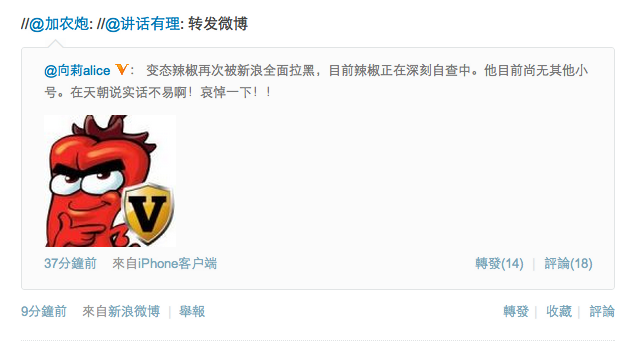 //@加农炮: //@讲话有理: 转发微博
@向莉alice V： 变态辣椒再次被新浪全面拉黑，目前辣椒正在深刻自查中。他目前尚无其他小
号。在天朝说实话不易啊！哀悼一下！！
V
37分鐘前 來自iPhone客户端 轉發(14) | 評論(18)
9分鐘前 來自新浪微博 | 舉報 轉發 | 收藏 | 評論